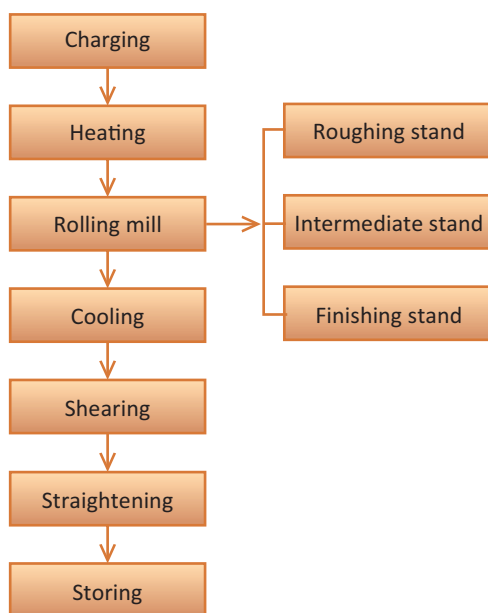 Charging
Heating
Rolling mill
Cooling
Shearing
Straightening
Storing
Roughing stand
Intermediate stand
Finishing stand